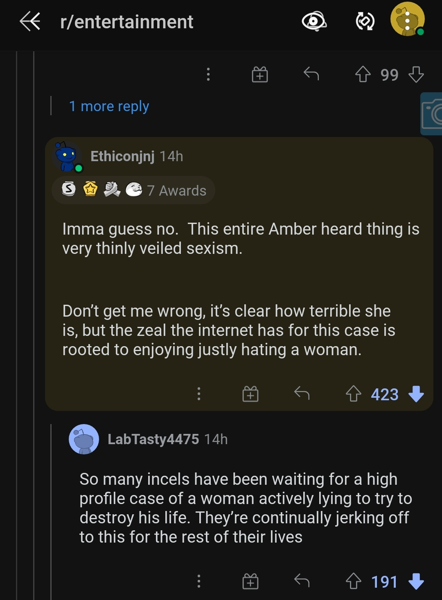 r/entertainment
99
1 more reply
Ethiconjnj 14h
7 Awards
Imma guess no.  This entire Amber heard thing is
very thinly veiled sexism.
Don't get me wrong, it's clear how terrible she
is, but the zeal the internet has for this case is
rooted to enjoying justly hating a woman.
423
LabTasty4475 14h
So many incels have been waiting for a high
profile case of a woman actively lying to try to
destroy his life. They're continually jerking off
to this for the rest of their lives
191